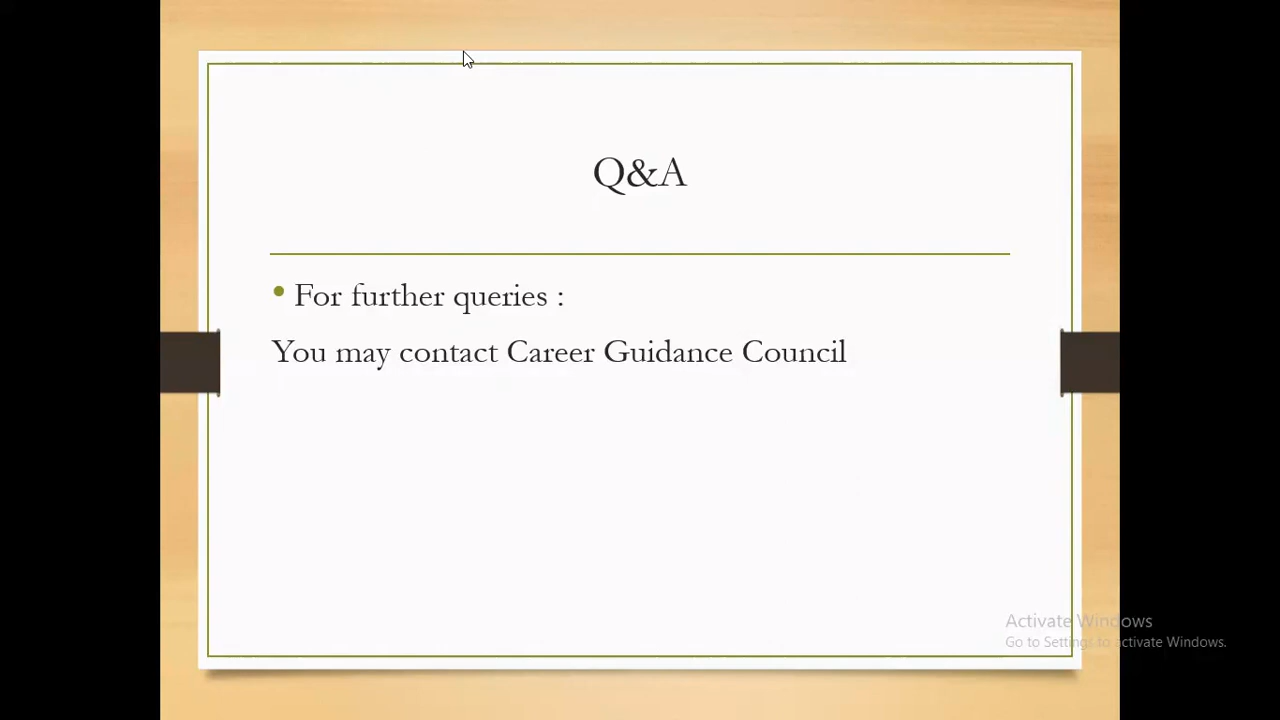 Q&A
• For further queries :
You may contact Career Guidance Council
Activate Windows
Go to Settings to activate Windows.